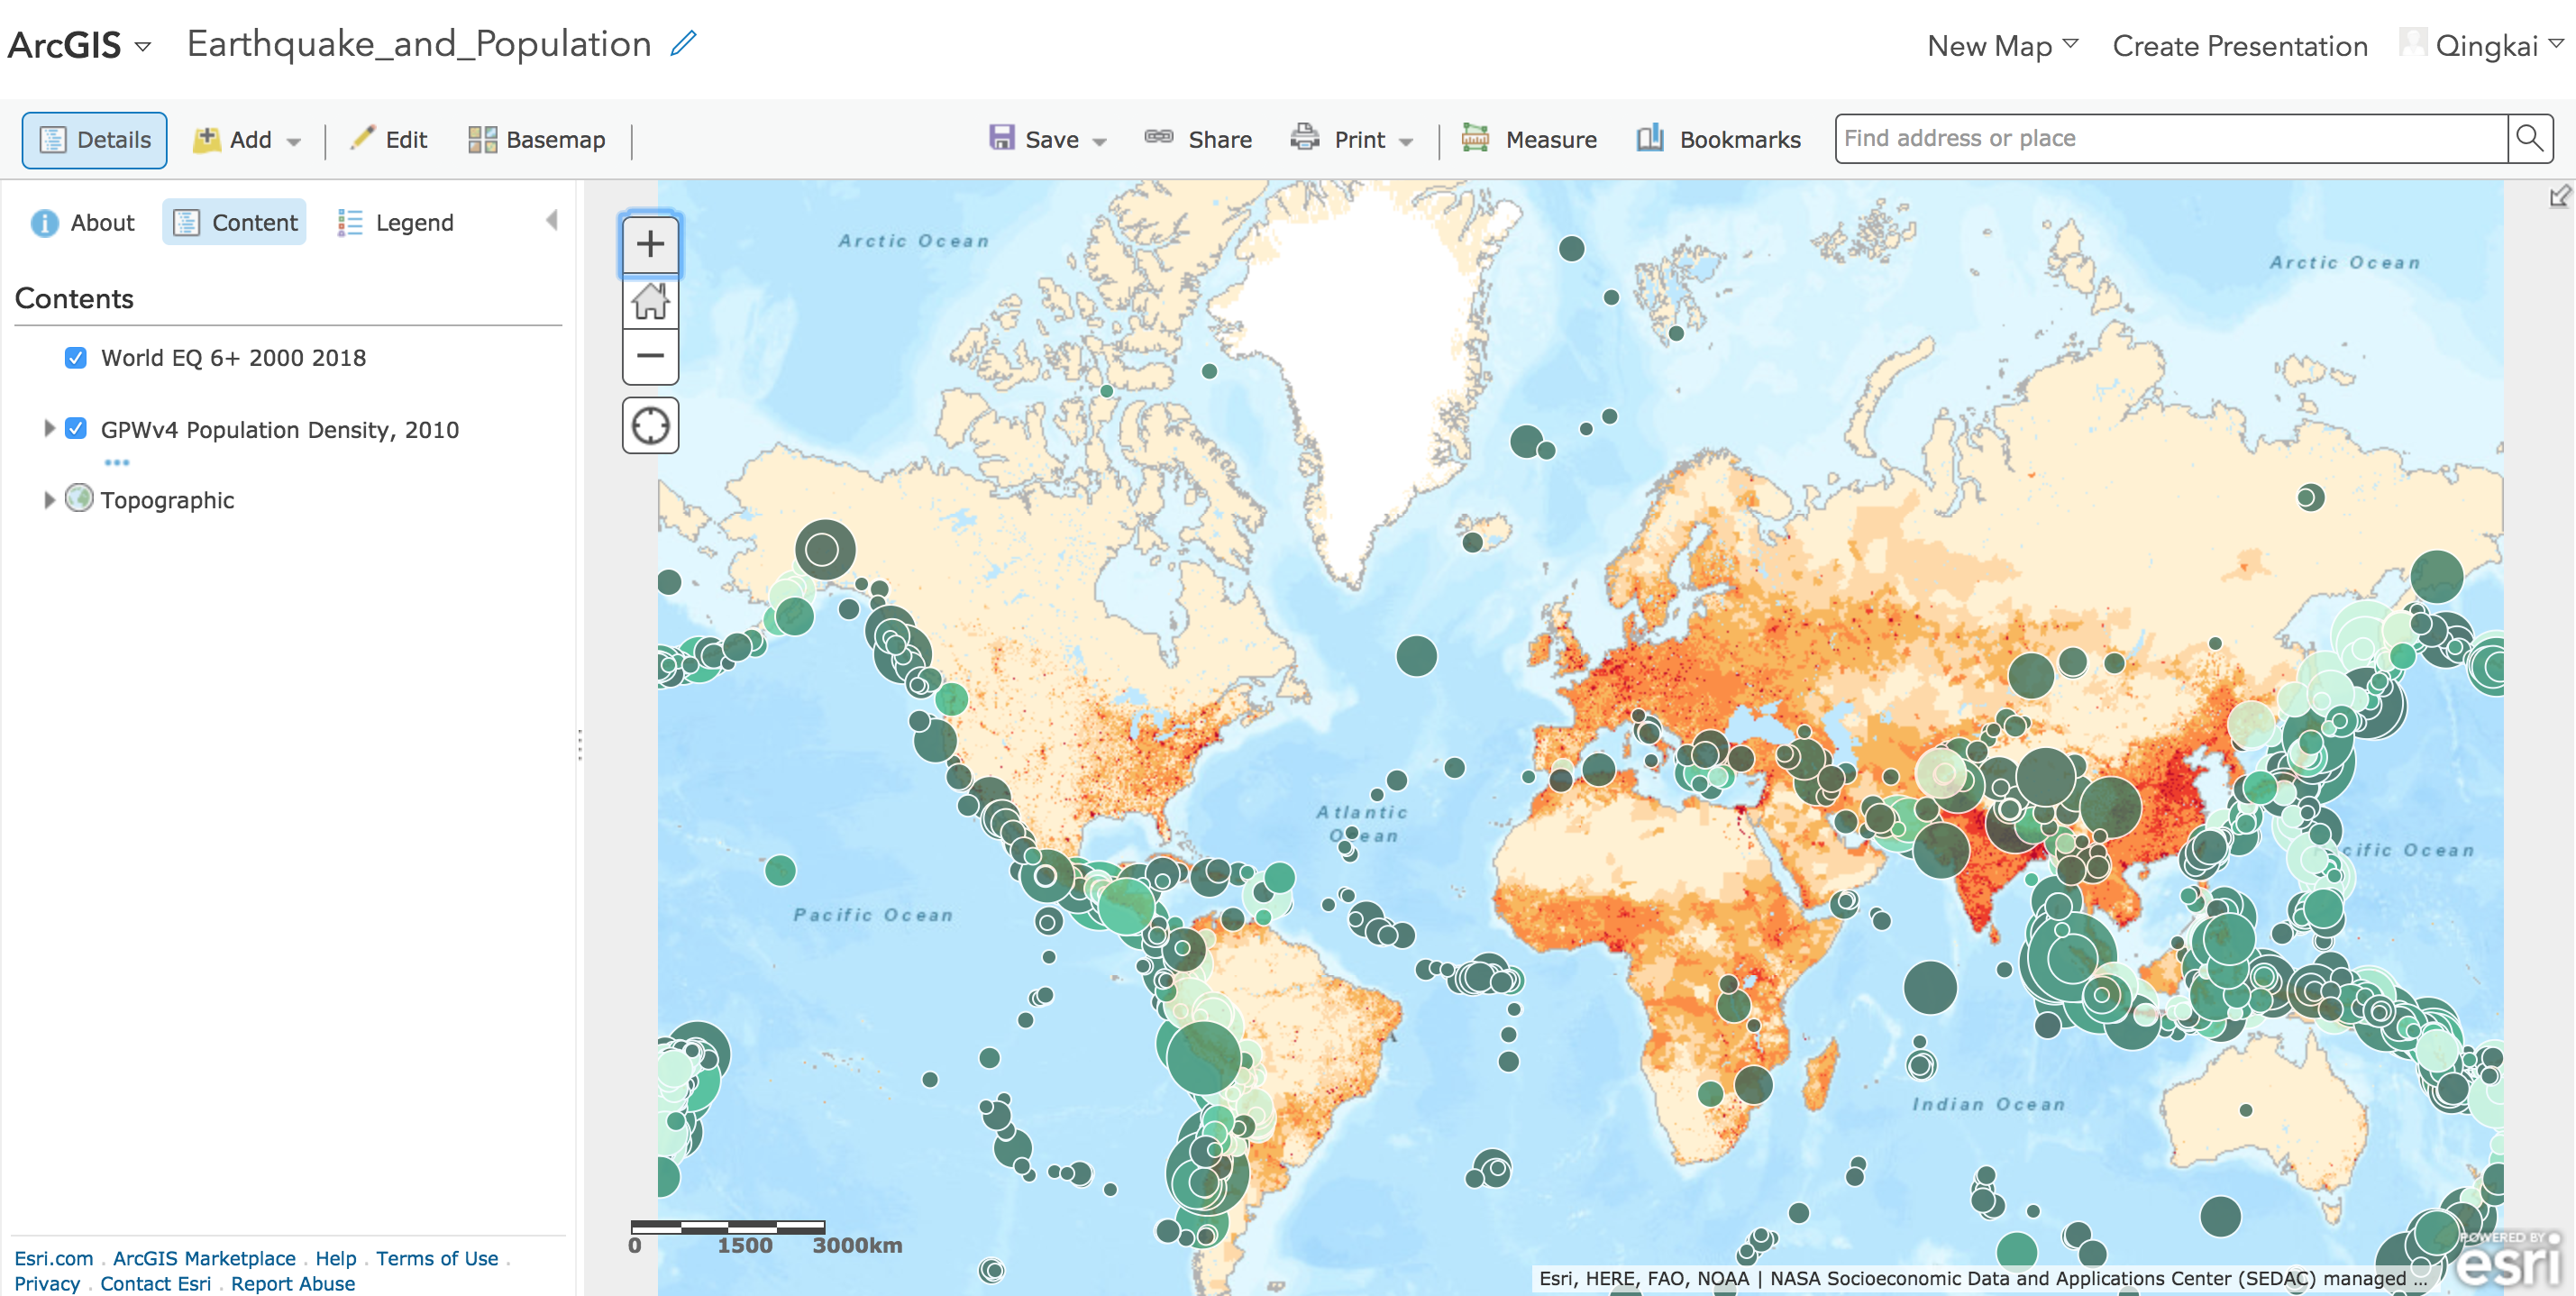 ArcGIS
Earthquake_and_Population
New Map
Create Presentation
Qingkai
Details
Add
Edit
Basemap
Save
Share
Print
Measure
Bookmarks
Find address or place
About
Content
Legend
Contents
World EQ 6+ 2000 2018
GPWv4 Population Density, 2010
Topographic
Arctic Ocean
Arctic Ocean
Atlantic
Ocean
Pacific Ocean
cific Ocean
Indian Ocean
0 1500 3000km
Esri.com . ArcGIS Marketplace . Help . Terms of Use .
Privacy . Contact Esri . Report Abuse
Esri, HERE, FAO, NOAA | NASA Socioeconomic Data and Applications Center (SEDAC) managed ...
POWERED BY
esri